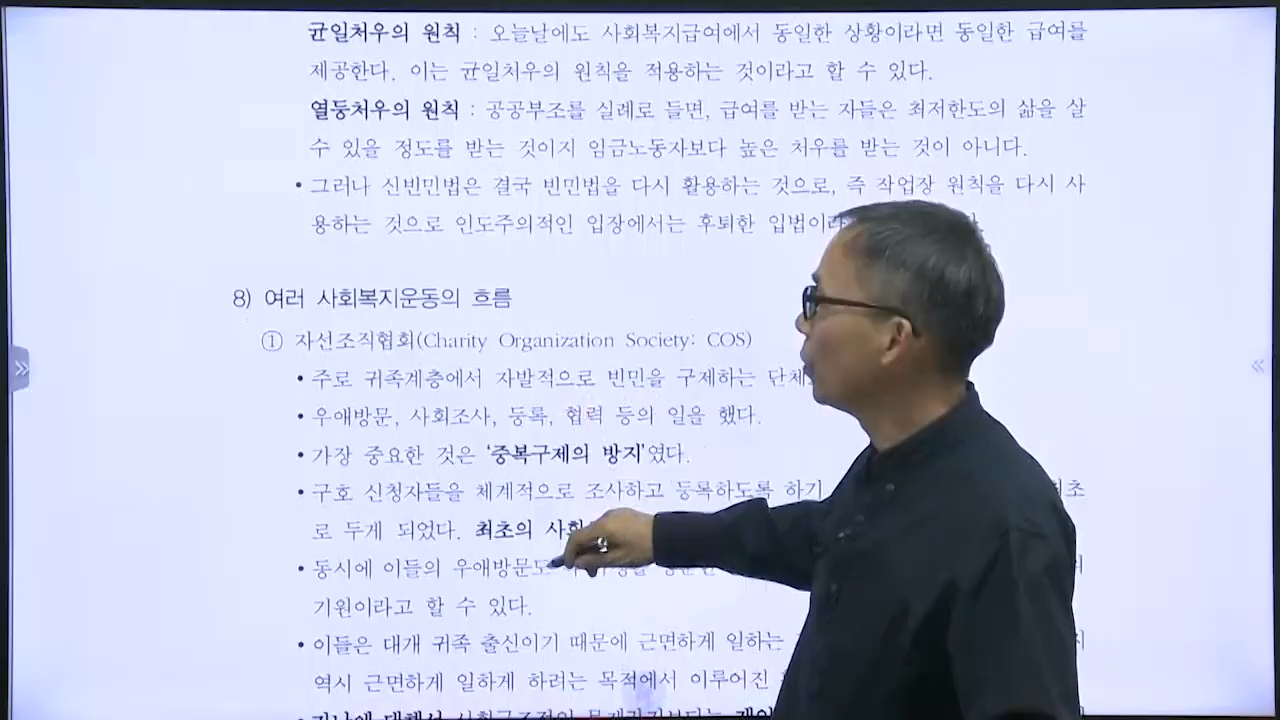 균일처우의 원칙 : 오늘날에도 사회복지급여에서 동일한 상황이라면 동일한 급여를
제공한다. 이는 균일처우의 원칙을 적용하는 것이라고 할 수 있다.
열등처우의 원칙 : 공공부조를 실례로 들면, 급여를 받는 자들은 최저한도의 삶을 살
수 있을 정도를 받는 것이지 임금노동자보다 높은 처우를 받는 것이 아니다.
• 그러나 신빈민법은 결국 빈민법을 다시 활용하는 것으로, 즉 작업장 원칙을 다시 사
용하는 것으로 인도주의적인 입장에서는 후퇴한 입법이라
8) 여러 사회복지운동의 흐름
① 자선조직협회(Charity Organization Society: COS)
• 주로 귀족계층에서 자발적으로 빈민을 구제하는 단체
• 우애방문, 사회조사, 등록, 협력 등의 일을 했다.
• 가장 중요한 것은 '중복구제의 방지'였다.
• 구호 신청자들을 체계적으로 조사하고 등록하도록 하기
로 두게 되었다. 최초의
• 동시에 이들의 우애방문도
기원이라고 할 수 있다.
• 이들은 대개 귀족 출신이기 때문에 근면하게 일하는
역시 근면하게 일하게 하려는 목적에서 이루어진